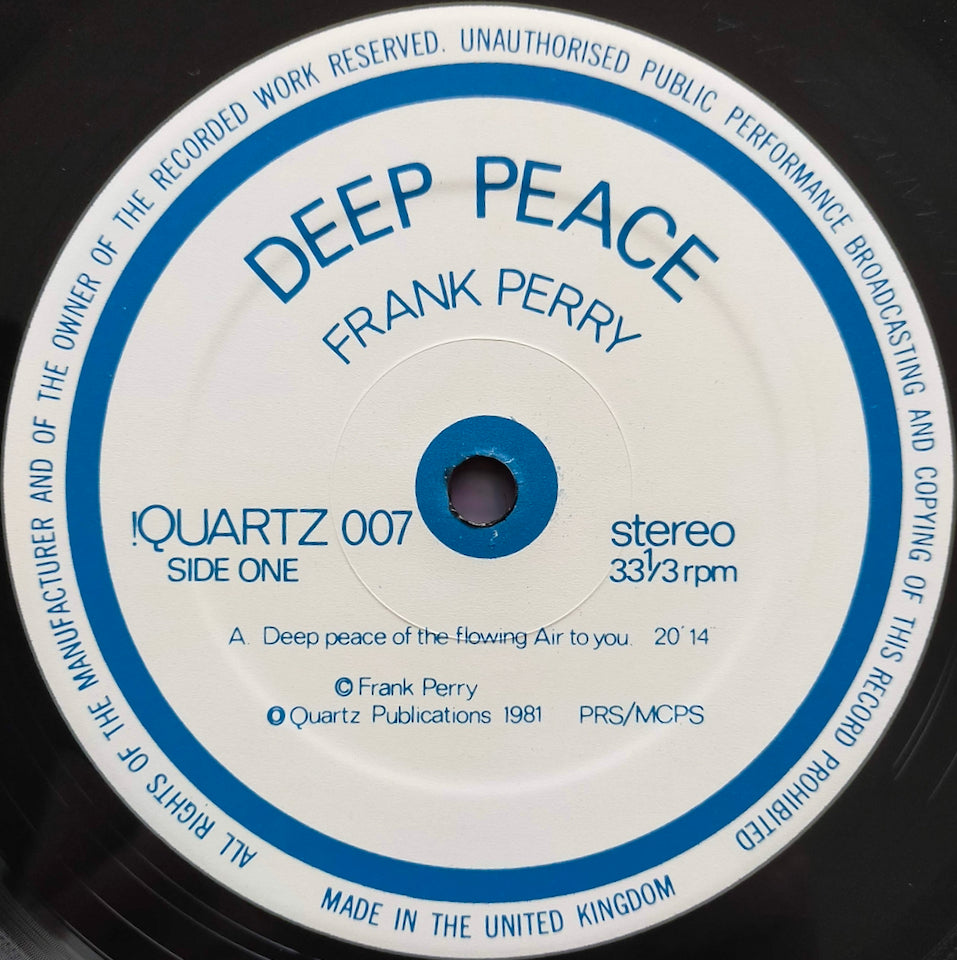 ALL RIGHTS OF THE MANUFACTURER AND OF THE OWNER OF THE RECORDED WORK RESERVED. UNAUTHORISED PUBLIC PERFORMANCE BROADCASTING AND COPYING OF THIS RECORD PROHIBITED
DEEP PEACE
FRANK PERRY
!QUARTZ 007
SIDE ONE
stereo
33 1/3 rpm
A. Deep peace of the flowing Air to you. 20´14¨
© Frank Perry
℗ Quartz Publications 1981 PRS/MCPS
MADE IN THE UNITED KINGDOM